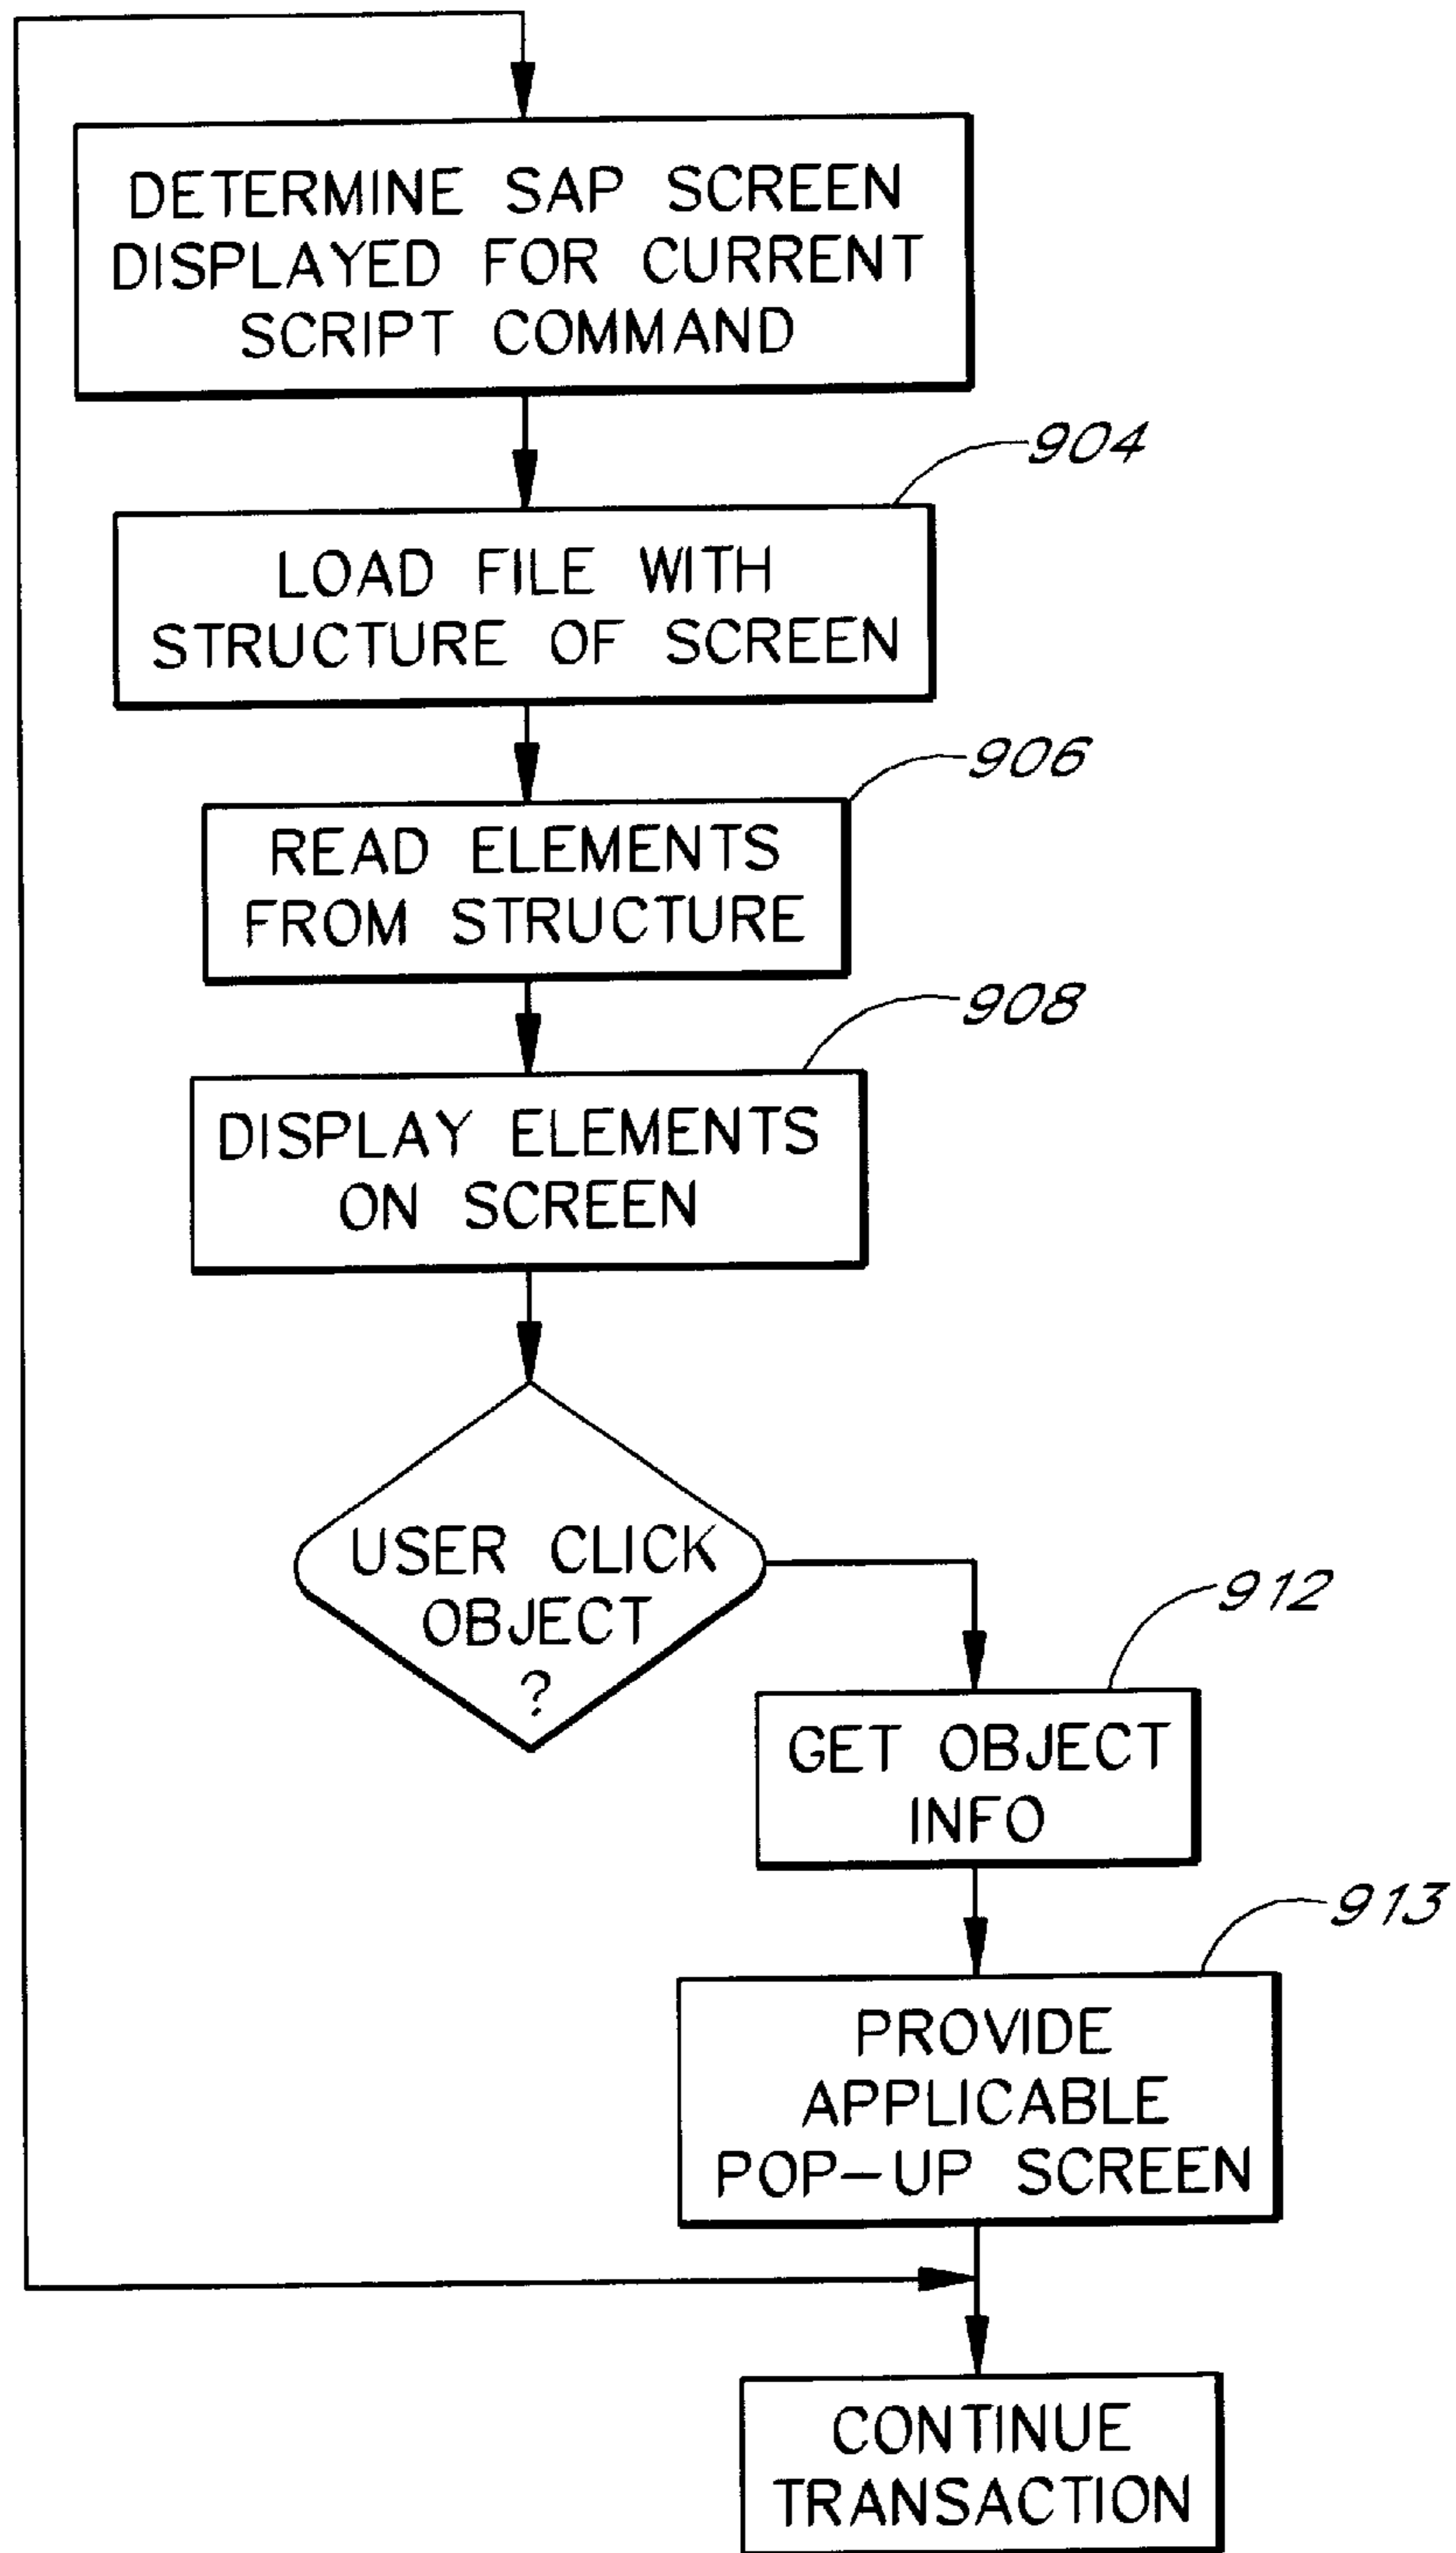 DETERMINE SAP SCREEN
DISPLAYED FOR CURRENT
SCRIPT COMMAND
904
LOAD FILE WITH
STRUCTURE OF SCREEN
906
READ ELEMENTS
FROM STRUCTURE
908
DISPLAY ELEMENTS
ON SCREEN
USER CLICK
OBJECT
?
912
GET OBJECT
INFO
913
PROVIDE
APPLICABLE
POP-UP SCREEN
CONTINUE
TRANSACTION